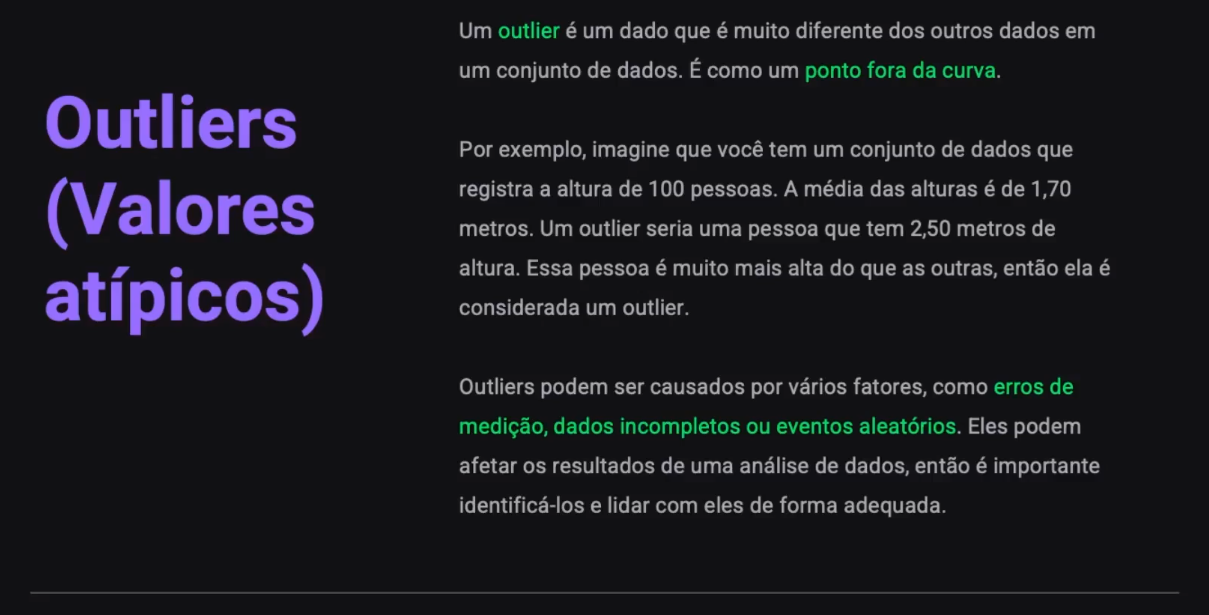 Outliers
(Valores
atípicos)
Um outlier é um dado que é muito diferente dos outros dados em
um conjunto de dados. É como um ponto fora da curva.
Por exemplo, imagine que você tem um conjunto de dados que
registra a altura de 100 pessoas. A média das alturas é de 1,70
metros. Um outlier seria uma pessoa que tem 2,50 metros de
altura. Essa pessoa é muito mais alta do que as outras, então ela é
considerada um outlier.
Outliers podem ser causados por vários fatores, como erros de
medição, dados incompletos ou eventos aleatórios. Eles podem
afetar os resultados de uma análise de dados, então é importante
identificá-los e lidar com eles de forma adequada.